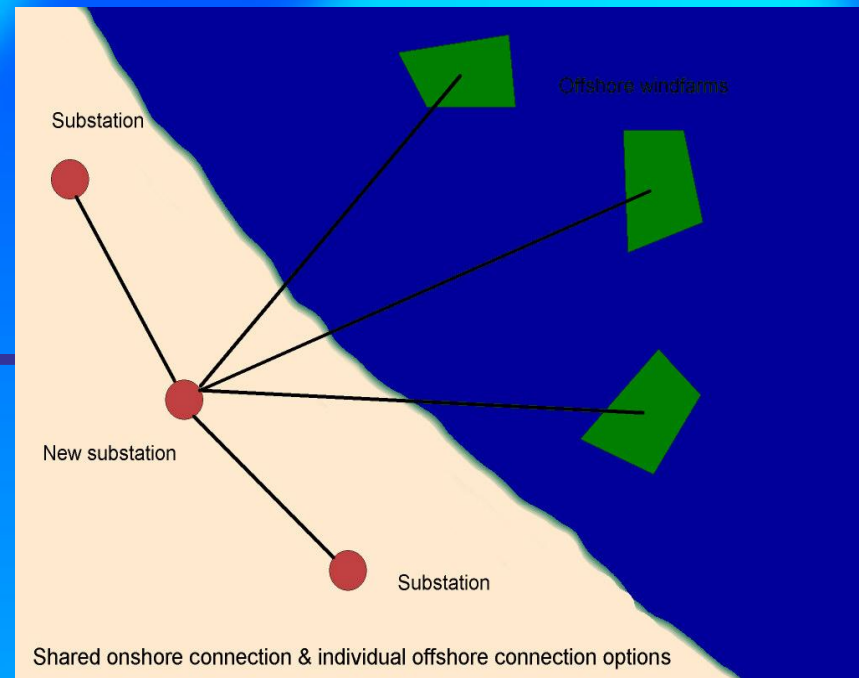 Offshore windfarms
Substation
New substation
Substation
Shared onshore connection & individual offshore connection options